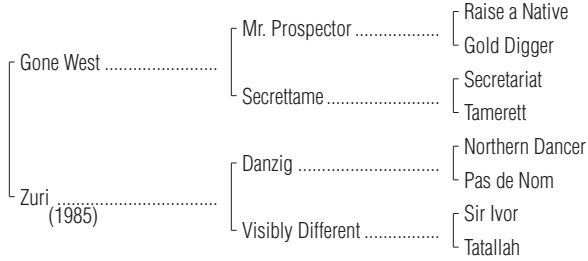 Raise a Native
Mr. Prospector ..................
Gold Digger
Gone West ........................
Secretariat
Secrettame ........................
Tamerett
Northern Dancer
Danzig ..............................
Pas de Nom
Zuri ..................................
(1985)
Sir Ivor
Visibly Different ................
Tatallah